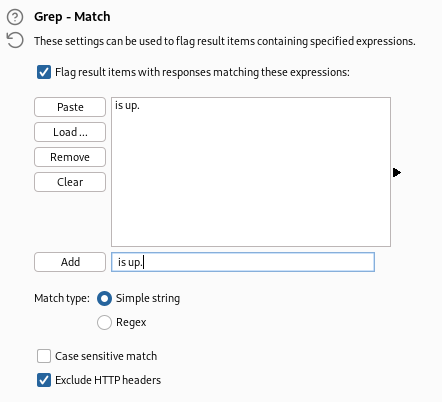 Grep - Match
These settings can be used to flag result items containing specified expressions.
Flag result items with responses matching these expressions:
Paste
is up.
Load ...
Remove
Clear
Add
is up.
Match type:
Simple string
Regex
Case sensitive match
Exclude HTTP headers